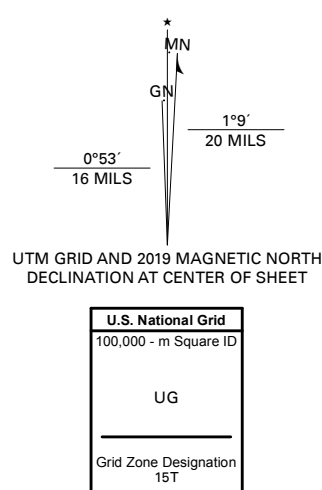 ★
MN
GN
1°9´
20 MILS
0°53´
16 MILS
UTM GRID AND 2019 MAGNETIC NORTH
DECLINATION AT CENTER OF SHEET
U.S. National Grid
100,000 - m Square ID
UG
Grid Zone Designation
15T